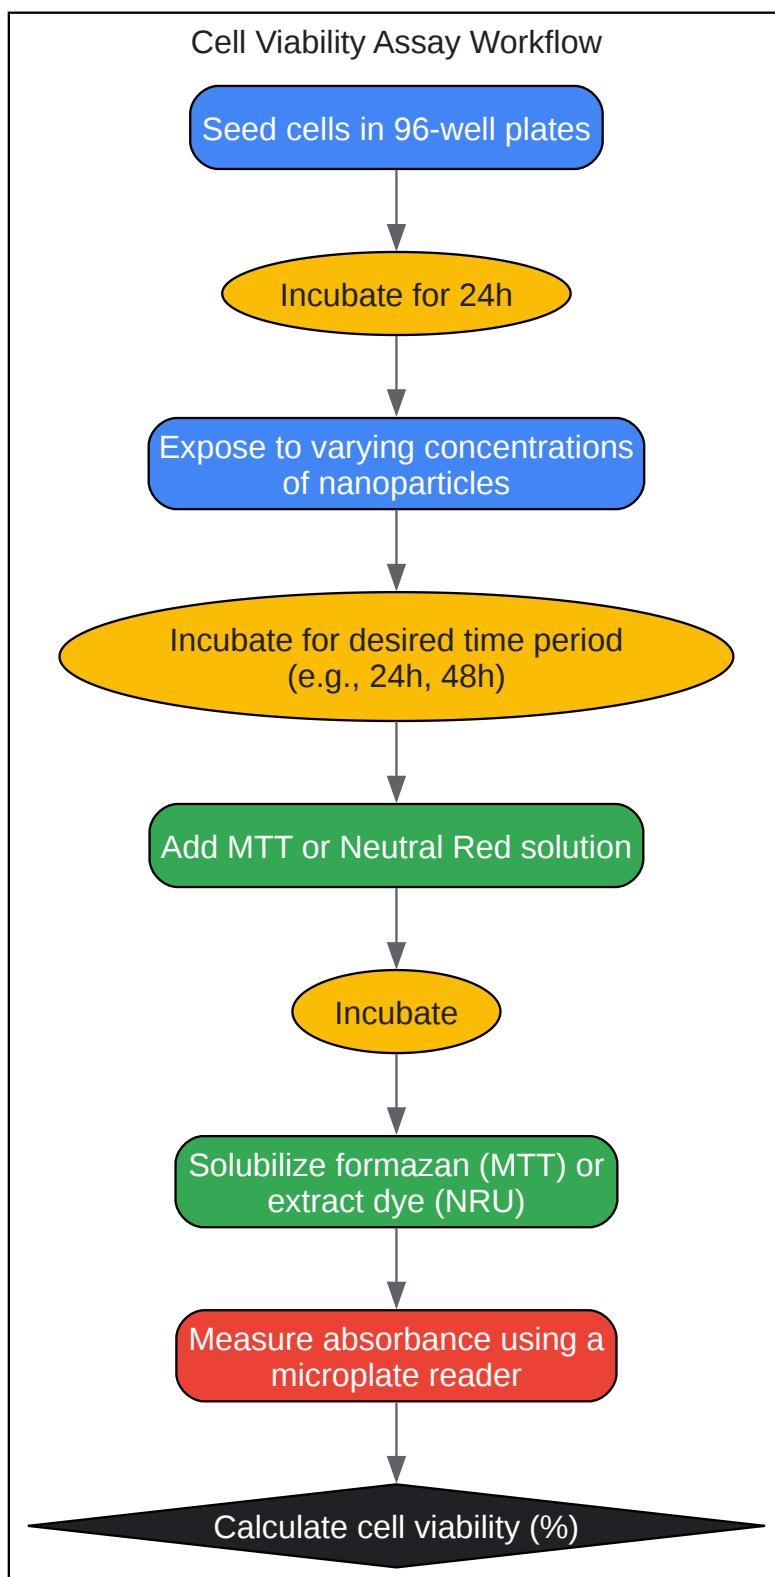 Cell Viability Assay Workflow
Seed cells in 96-well plates
Incubate for 24h
Expose to varying concentrations
of nanoparticles
Incubate for desired time period
(e.g., 24h, 48h)
Add MTT or Neutral Red solution
Incubate
Solubilize formazan (MTT) or
extract dye (NRU)
Measure absorbance using a
microplate reader
Calculate cell viability (%)